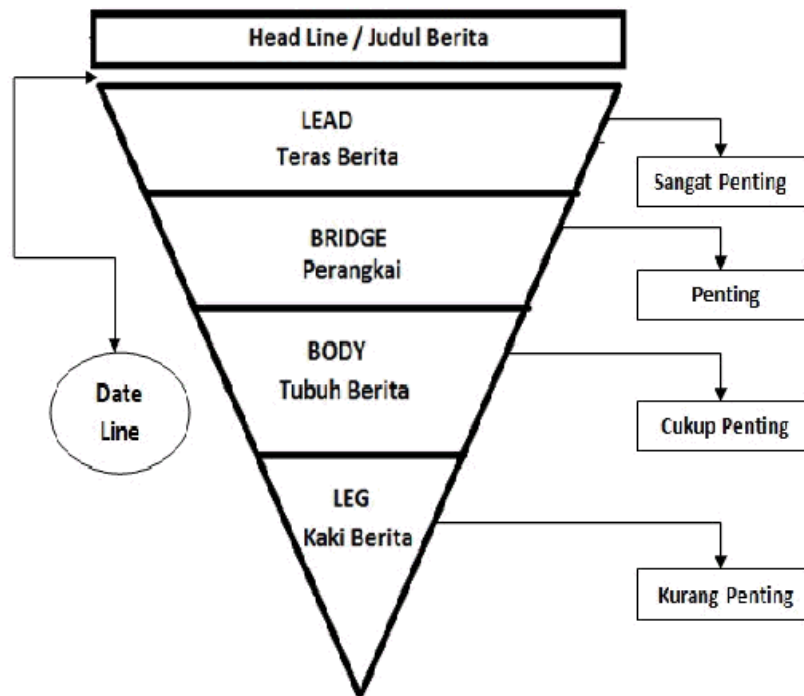 Head Line / Judul Berita
LEAD
Teras Berita
Sangat Penting
BRIDGE
Perangkai
Penting
BODY
Tubuh Berita
Date
Line
Cukup Penting
LEG
Kaki Berita
Kurang Penting